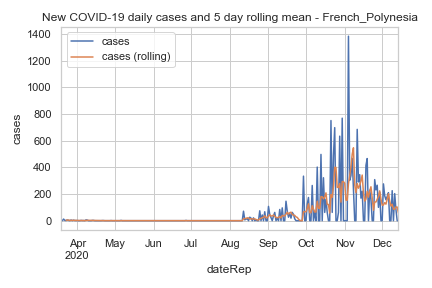 New COVID-19 daily cases and 5 day rolling mean - French_Polynesia
cases
cases (rolling)
1400
1200
1000
800
600
400
200
0
cases
Apr May Jun Jul Aug Sep Oct Nov Dec
2020
dateRep